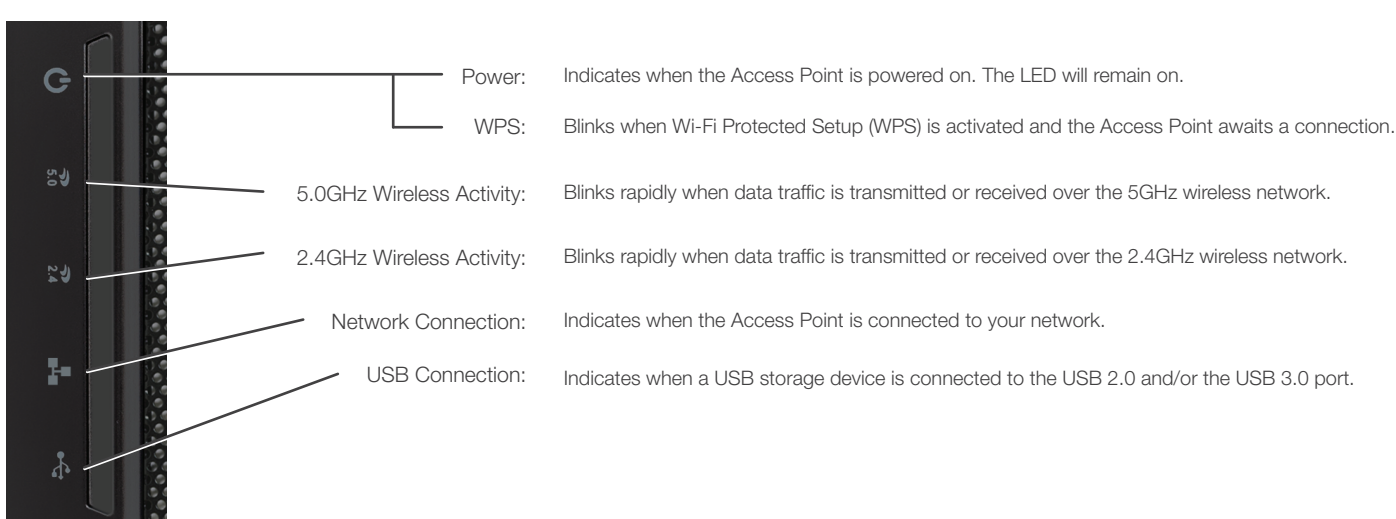 Power: Indicates when the Access Point is powered on. The LED will remain on.
WPS: Blinks when Wi-Fi Protected Setup (WPS) is activated and the Access Point awaits a connection.
5.0
5.0GHz Wireless Activity: Blinks rapidly when data traffic is transmitted or received over the 5GHz wireless network.
2.4
2.4GHz Wireless Activity: Blinks rapidly when data traffic is transmitted or received over the 2.4GHz wireless network.
Network Connection: Indicates when the Access Point is connected to your network.
USB Connection: Indicates when a USB storage device is connected to the USB 2.0 and/or the USB 3.0 port.